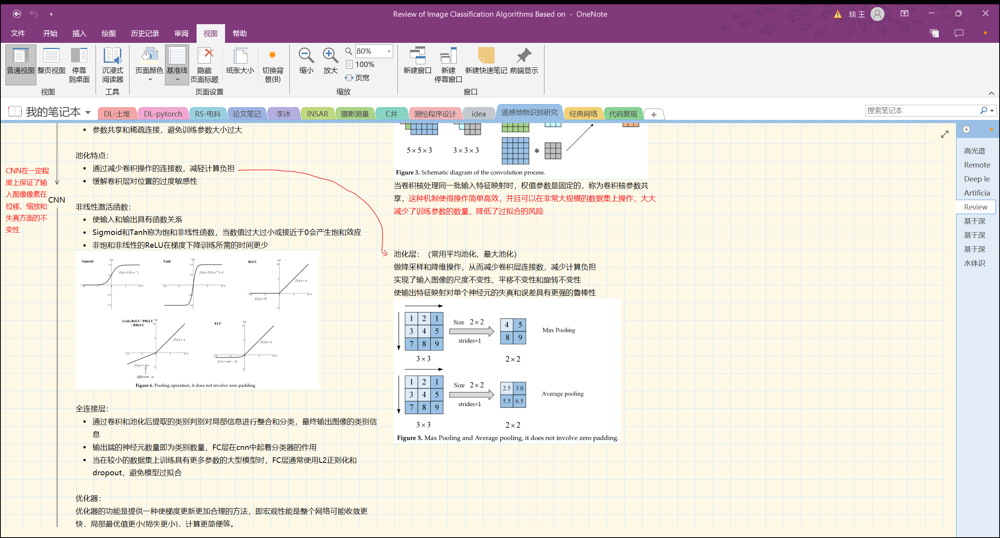 Review of Image Classification Algorithms Based on - OneNote
琰 王
文件 开始 插入 绘图 历史记录 审阅 视图 帮助
普通视图 整页视图 停靠到桌面
视图
沉浸式阅读器
工具
页面颜色 基准线 隐藏页面标题 纸张大小 切换背景(B)
页面设置
缩小 放大 80%
100%
页宽
缩放
新建窗口 新建停靠窗口 新建快速笔记 前端显示
窗口
我的笔记本 DL-土堆 DL-pytorch RS-电科 论文笔记 李沐 INSAR 摄影测量 C井 测绘程序设计 idea 遥感地物识别研究 经典网络 代码复现 +
搜索笔记本
CNN在一定程
度上保证了输
入图像像素在
位移、缩放和
失真方面的不
变性
CNN
• 参数共享和稀疏连接，避免训练参数大小过大
池化特点：
• 通过减少卷积操作的连接数，减轻计算负担
• 缓解卷积层对位置的过度敏感性
非线性激活函数：
• 使输入和输出具有函数关系
• Sigmoid和Tanh称为饱和非线性函数，当数值过大过小或接近于0会产生饱和效应
• 非饱和非线性的ReLU在梯度下降训练所需的时间更少
Sigmoid
f(x)=1/(1+e⁻ˣ)
Tanh
f(x)=2/(1+e⁻²ˣ)−1
ReLU
f(x)=x
f(x)=0
LeakyReLU / PReLU
/ RReLU
f(x)=x
f(x)=αx
different α
ELU
f(x)=x
f(x)=α(eˣ−1)
Figure 6. Pooling operation, it does not involve zero padding.
全连接层：
• 通过卷积和池化后提取的类别判别对局部信息进行整合和分类，最终输出图像的类别信
息
• 输出端的神经元数量即为类别数量，FC层在cnn中起着分类器的作用
• 当在较小的数据集上训练具有更多参数的大型模型时，FC层通常使用L2正则化和
dropout，避免模型过拟合
优化器：
优化器的功能是提供一种使梯度更新更加合理的方法，即宏观性能是整个网络可能收敛更
快，局部最优值更小(损失更小)，计算更简便等。
5×5×3 3×3×3 *
Figure 3. Schematic diagram of the convolution process.
当卷积核处理同一批输入特征映射时，权值参数是固定的，称为卷积核参数共
享，这种机制使得操作简单高效，并且可以在非常大规模的数据集上操作，大大
减少了训练参数的数量，降低了过拟合的风险
池化层：（常用平均池化、最大池化）
做降采样和降维操作，从而减少卷积层连接数，减少计算负担
实现了输入图像的尺度不变性、平移不变性和旋转不变性
使输出特征映射对单个神经元的失真和误差具有更强的鲁棒性
1 2 1
3 4 5
7 8 9
3×3
Size 2×2
strides=1
4 5
8 9
2×2
Max Pooling
1 2 1
3 4 5
7 8 9
3×3
Size 2×2
strides=1
2.5 3.0
5.5 6.5
2×2
Average pooling
Figure 5. Max Pooling and Average pooling, it does not involve zero padding.
高光谱
Remote
Deep le
Artificia
Review
基于深
基于深
基于深
水体识